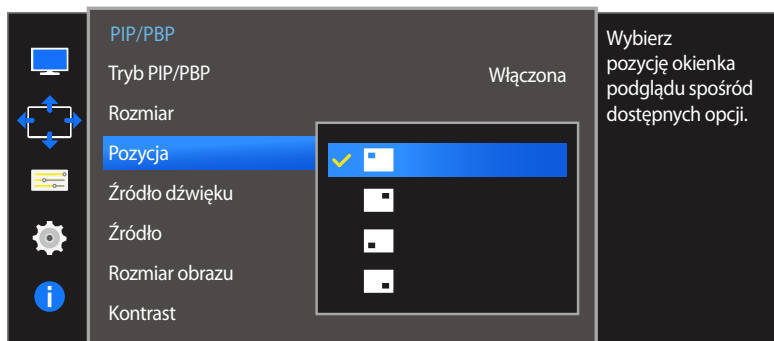 PIP/PBP
Tryb PIP/PBP Włączona
Rozmiar
Pozycja
Źródło dźwięku
Źródło
Rozmiar obrazu
Kontrast
Wybierz
pozycję okienka
podglądu spośród
dostępnych opcji.